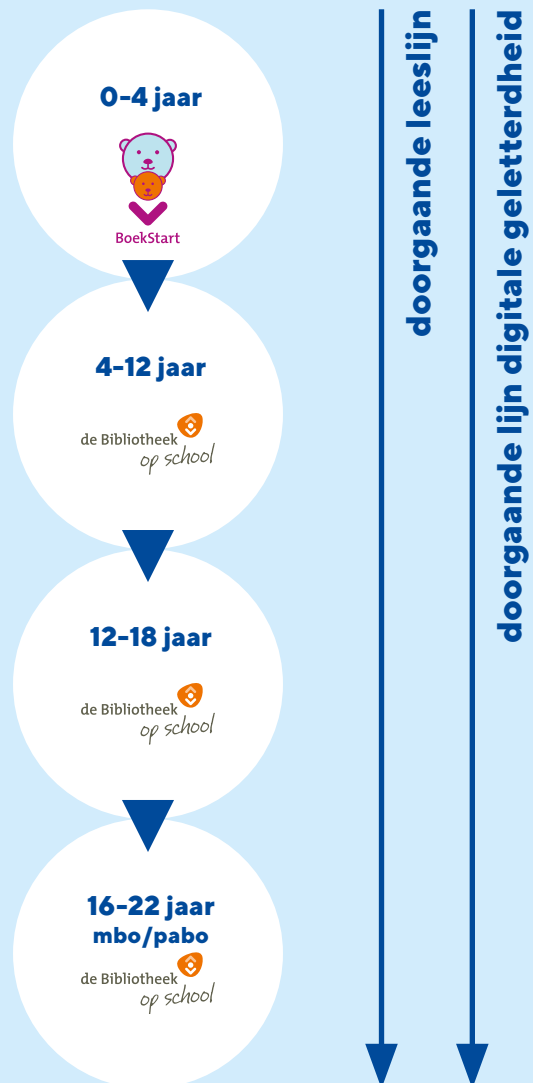 0-4 jaar
BoekStart
4-12 jaar
de Bibliotheek
op school
12-18 jaar
de Bibliotheek
op school
16-22 jaar
mbo/pabo
de Bibliotheek
op school
doorgaande leeslijn
doorgaande lijn digitale geletterdheid